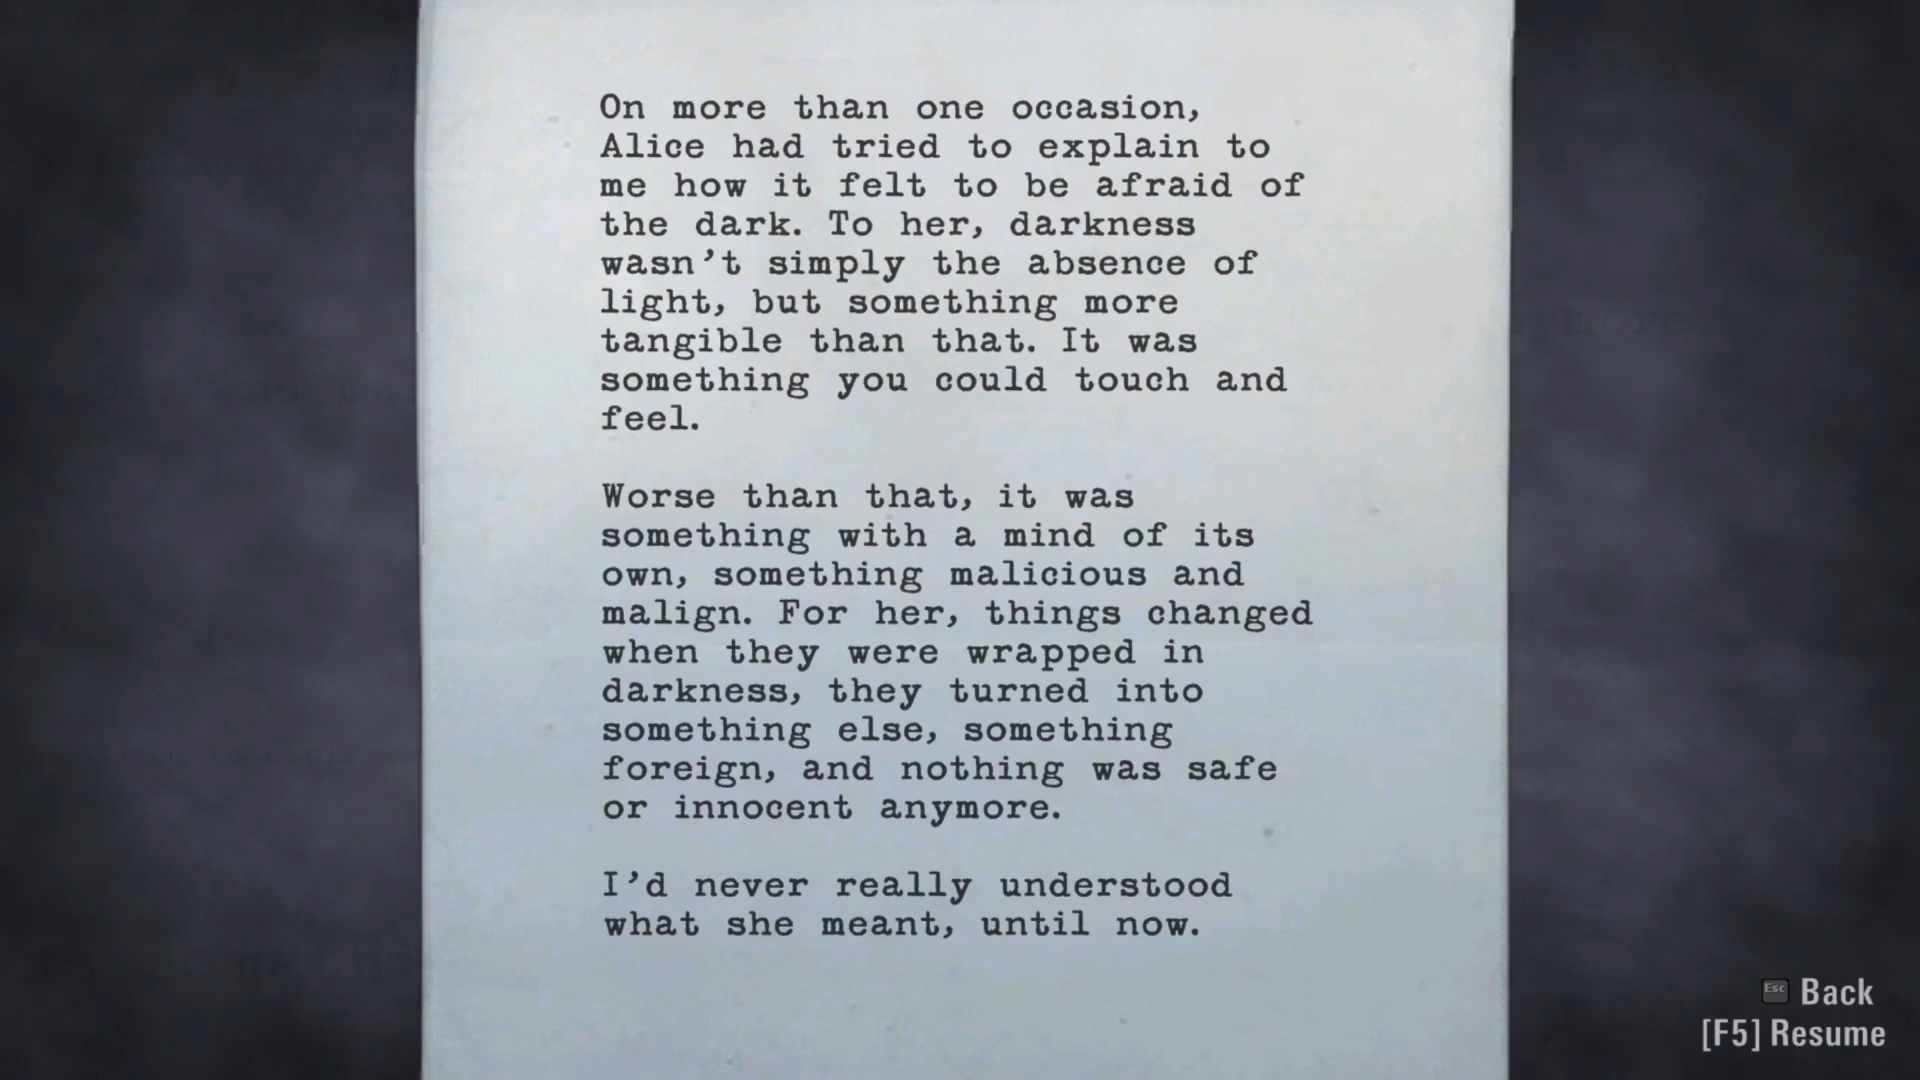 On more than one occasion,
Alice had tried to explain to
me how it felt to be afraid of
the dark. To her, darkness
wasn’t simply the absence of
light, but something more
tangible than that. It was
something you could touch and
feel.
Worse than that, it was
something with a mind of its
own, something malicious and
malign. For her, things changed
when they were wrapped in
darkness, they turned into
something else, something
foreign, and nothing was safe
or innocent anymore.
I’d never really understood
what she meant, until now.
Esc Back
[F5] Resume